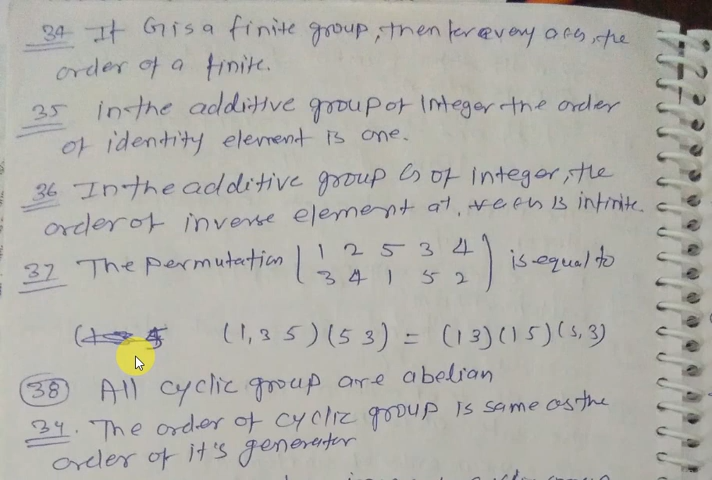 34 If G is a finite group, then for every a ∈ G, the
order of a finite.
35 In the additive group of Integer the order
of identity element is one.
36 In the additive group G of Integer, the
order of inverse element a⁻¹, ∀ a ∈ G is infinite.
37 The permutation ( 1 2 5 3 4
3 4 1 5 2 ) is equal to
(1, 3 5) (5 3) = (1 3) (1 5) (5, 3)
38 All cyclic group are abelian
34. The order of cyclic group is same as the
order of it's generator